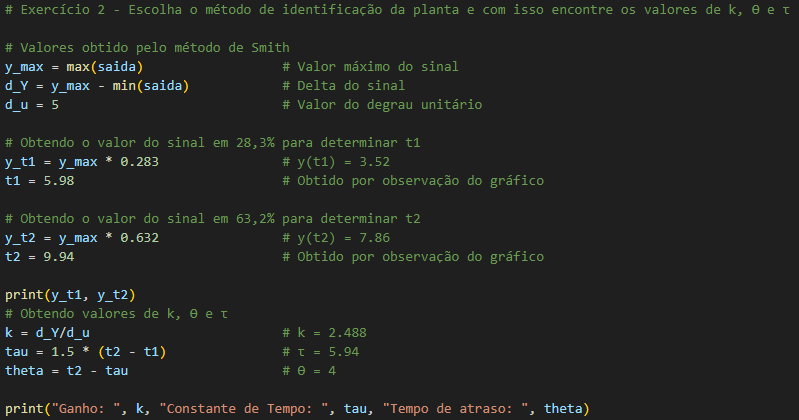 # Exercício 2 - Escolha o método de identificação da planta e com isso encontre os valores de k, θ e τ
# Valores obtido pelo método de Smith
y_max = max(saida) # Valor máximo do sinal
d_Y = y_max - min(saida) # Delta do sinal
d_u = 5 # Valor do degrau unitário
# Obtendo o valor do sinal em 28,3% para determinar t1
y_t1 = y_max * 0.283 # y(t1) = 3.52
t1 = 5.98 # Obtido por observação do gráfico
# Obtendo o valor do sinal em 63,2% para determinar t2
y_t2 = y_max * 0.632 # y(t2) = 7.86
t2 = 9.94 # Obtido por observação do gráfico
print(y_t1, y_t2)
# Obtendo valores de k, θ e τ
k = d_Y/d_u # k = 2.488
tau = 1.5 * (t2 - t1) # τ = 5.94
theta = t2 - tau # θ = 4
print("Ganho: ", k, "Constante de Tempo: ", tau, "Tempo de atraso: ", theta)